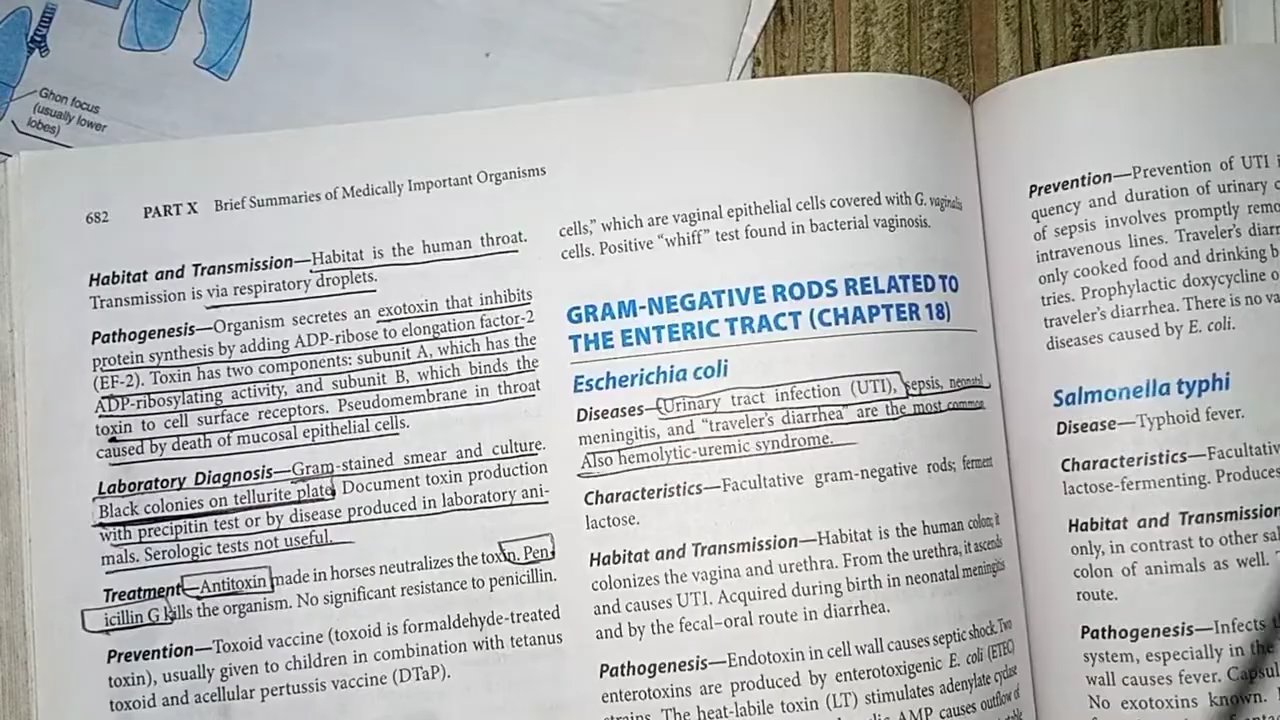 Ghon focus
(usually lower
lobes)
682 PART X Brief Summaries of Medically Important Organisms
Habitat and Transmission—Habitat is the human throat.
Transmission is via respiratory droplets.
Pathogenesis—Organism secretes an exotoxin that inhibits
protein synthesis by adding ADP-ribose to elongation factor-2
(EF-2). Toxin has two components: subunit A, which has the
ADP-ribosylating activity, and subunit B, which binds the
toxin to cell surface receptors. Pseudomembrane in throat
caused by death of mucosal epithelial cells.
Laboratory Diagnosis—Gram-stained smear and culture.
Black colonies on tellurite plate. Document toxin production
with precipitin test or by disease produced in laboratory ani-
mals. Serologic tests not useful.
Treatment—Antitoxin made in horses neutralizes the toxin. Pen
icillin G kills the organism. No significant resistance to penicillin.
Prevention—Toxoid vaccine (toxoid is formaldehyde-treated
toxin), usually given to children in combination with tetanus
toxoid and acellular pertussis vaccine (DTaP).
cells,” which are vaginal epithelial cells covered with G. vaginalis
cells. Positive “whiff” test found in bacterial vaginosis.
GRAM-NEGATIVE RODS RELATED TO
THE ENTERIC TRACT (CHAPTER 18)
Escherichia coli
Diseases—Urinary tract infection (UTI), sepsis, neonatal
meningitis, and “traveler’s diarrhea” are the most common
Also hemolytic-uremic syndrome.
Characteristics—Facultative gram-negative rods; ferment
lactose.
Habitat and Transmission—Habitat is the human colon; it
colonizes the vagina and urethra. From the urethra, it ascends
and causes UTI. Acquired during birth in neonatal meningitis
and by the fecal–oral route in diarrhea.
Pathogenesis—Endotoxin in cell wall causes septic shock. Two
enterotoxins are produced by enterotoxigenic E. coli (ETEC)
strains. The heat-labile toxin (LT) stimulates adenylate cyclase
AMP causes outflow of
Prevention—Prevention of UTI
quency and duration of urinary
of sepsis involves promptly
intravenous lines. Traveler’s
only cooked food and drinking
tries. Prophylactic doxycycline
traveler’s diarrhea. There is no
diseases caused by E. coli.
Salmonella typhi
Disease—Typhoid fever.
Characteristics—
lactose-fermenting. Produces
Habitat and Transmission
only, in contrast to other
colon of animals as well.
route.
Pathogenesis—Infects
system, especially in the
wall causes fever.
No exotoxins known.